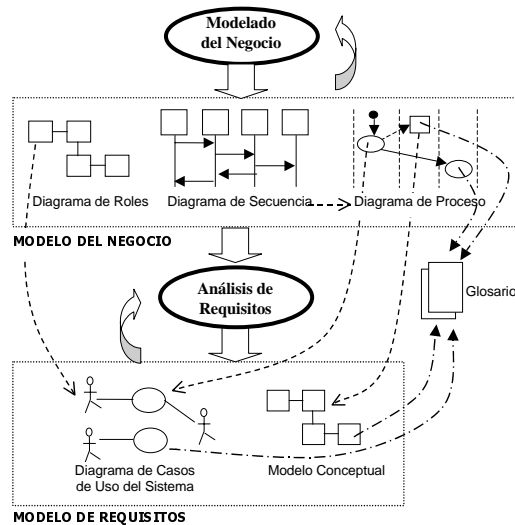 Modelado
del Negocio
Diagrama de Roles
Diagrama de Secuencia
Diagrama de Proceso
MODELO DEL NEGOCIO
Análisis de
Requisitos
Glosario
Diagrama de Casos
de Uso del Sistema
Modelo Conceptual
MODELO DE REQUISITOS